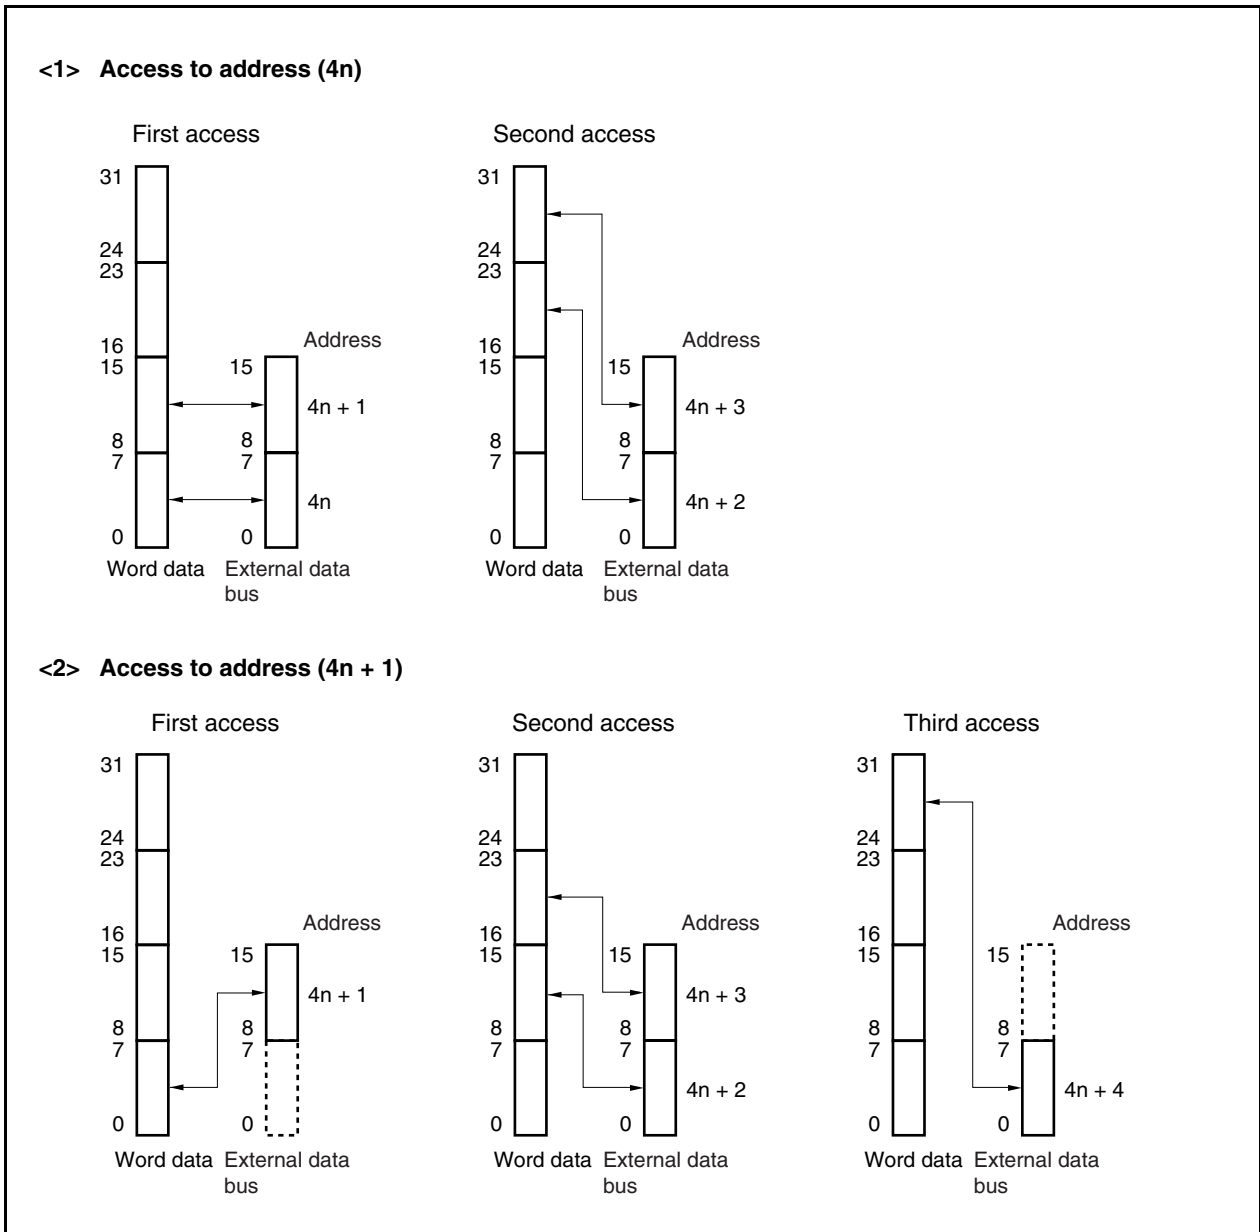 <1> Access to address (4n)
First access
Second access
31
24
23
16
15
8
7
0
Address
15
4n + 1
8
7
4n
0
Word data
External data
bus
31
24
23
16
15
8
7
0
Address
15
4n + 3
8
7
4n + 2
0
Word data
External data
bus
<2> Access to address (4n + 1)
First access
Second access
Third access
31
24
23
16
15
8
7
0
Address
15
4n + 1
8
7
0
Word data
External data
bus
31
24
23
16
15
8
7
0
Address
15
4n + 3
8
7
4n + 2
0
Word data
External data
bus
31
24
23
16
15
8
7
0
Address
15
8
7
4n + 4
0
Word data
External data
bus